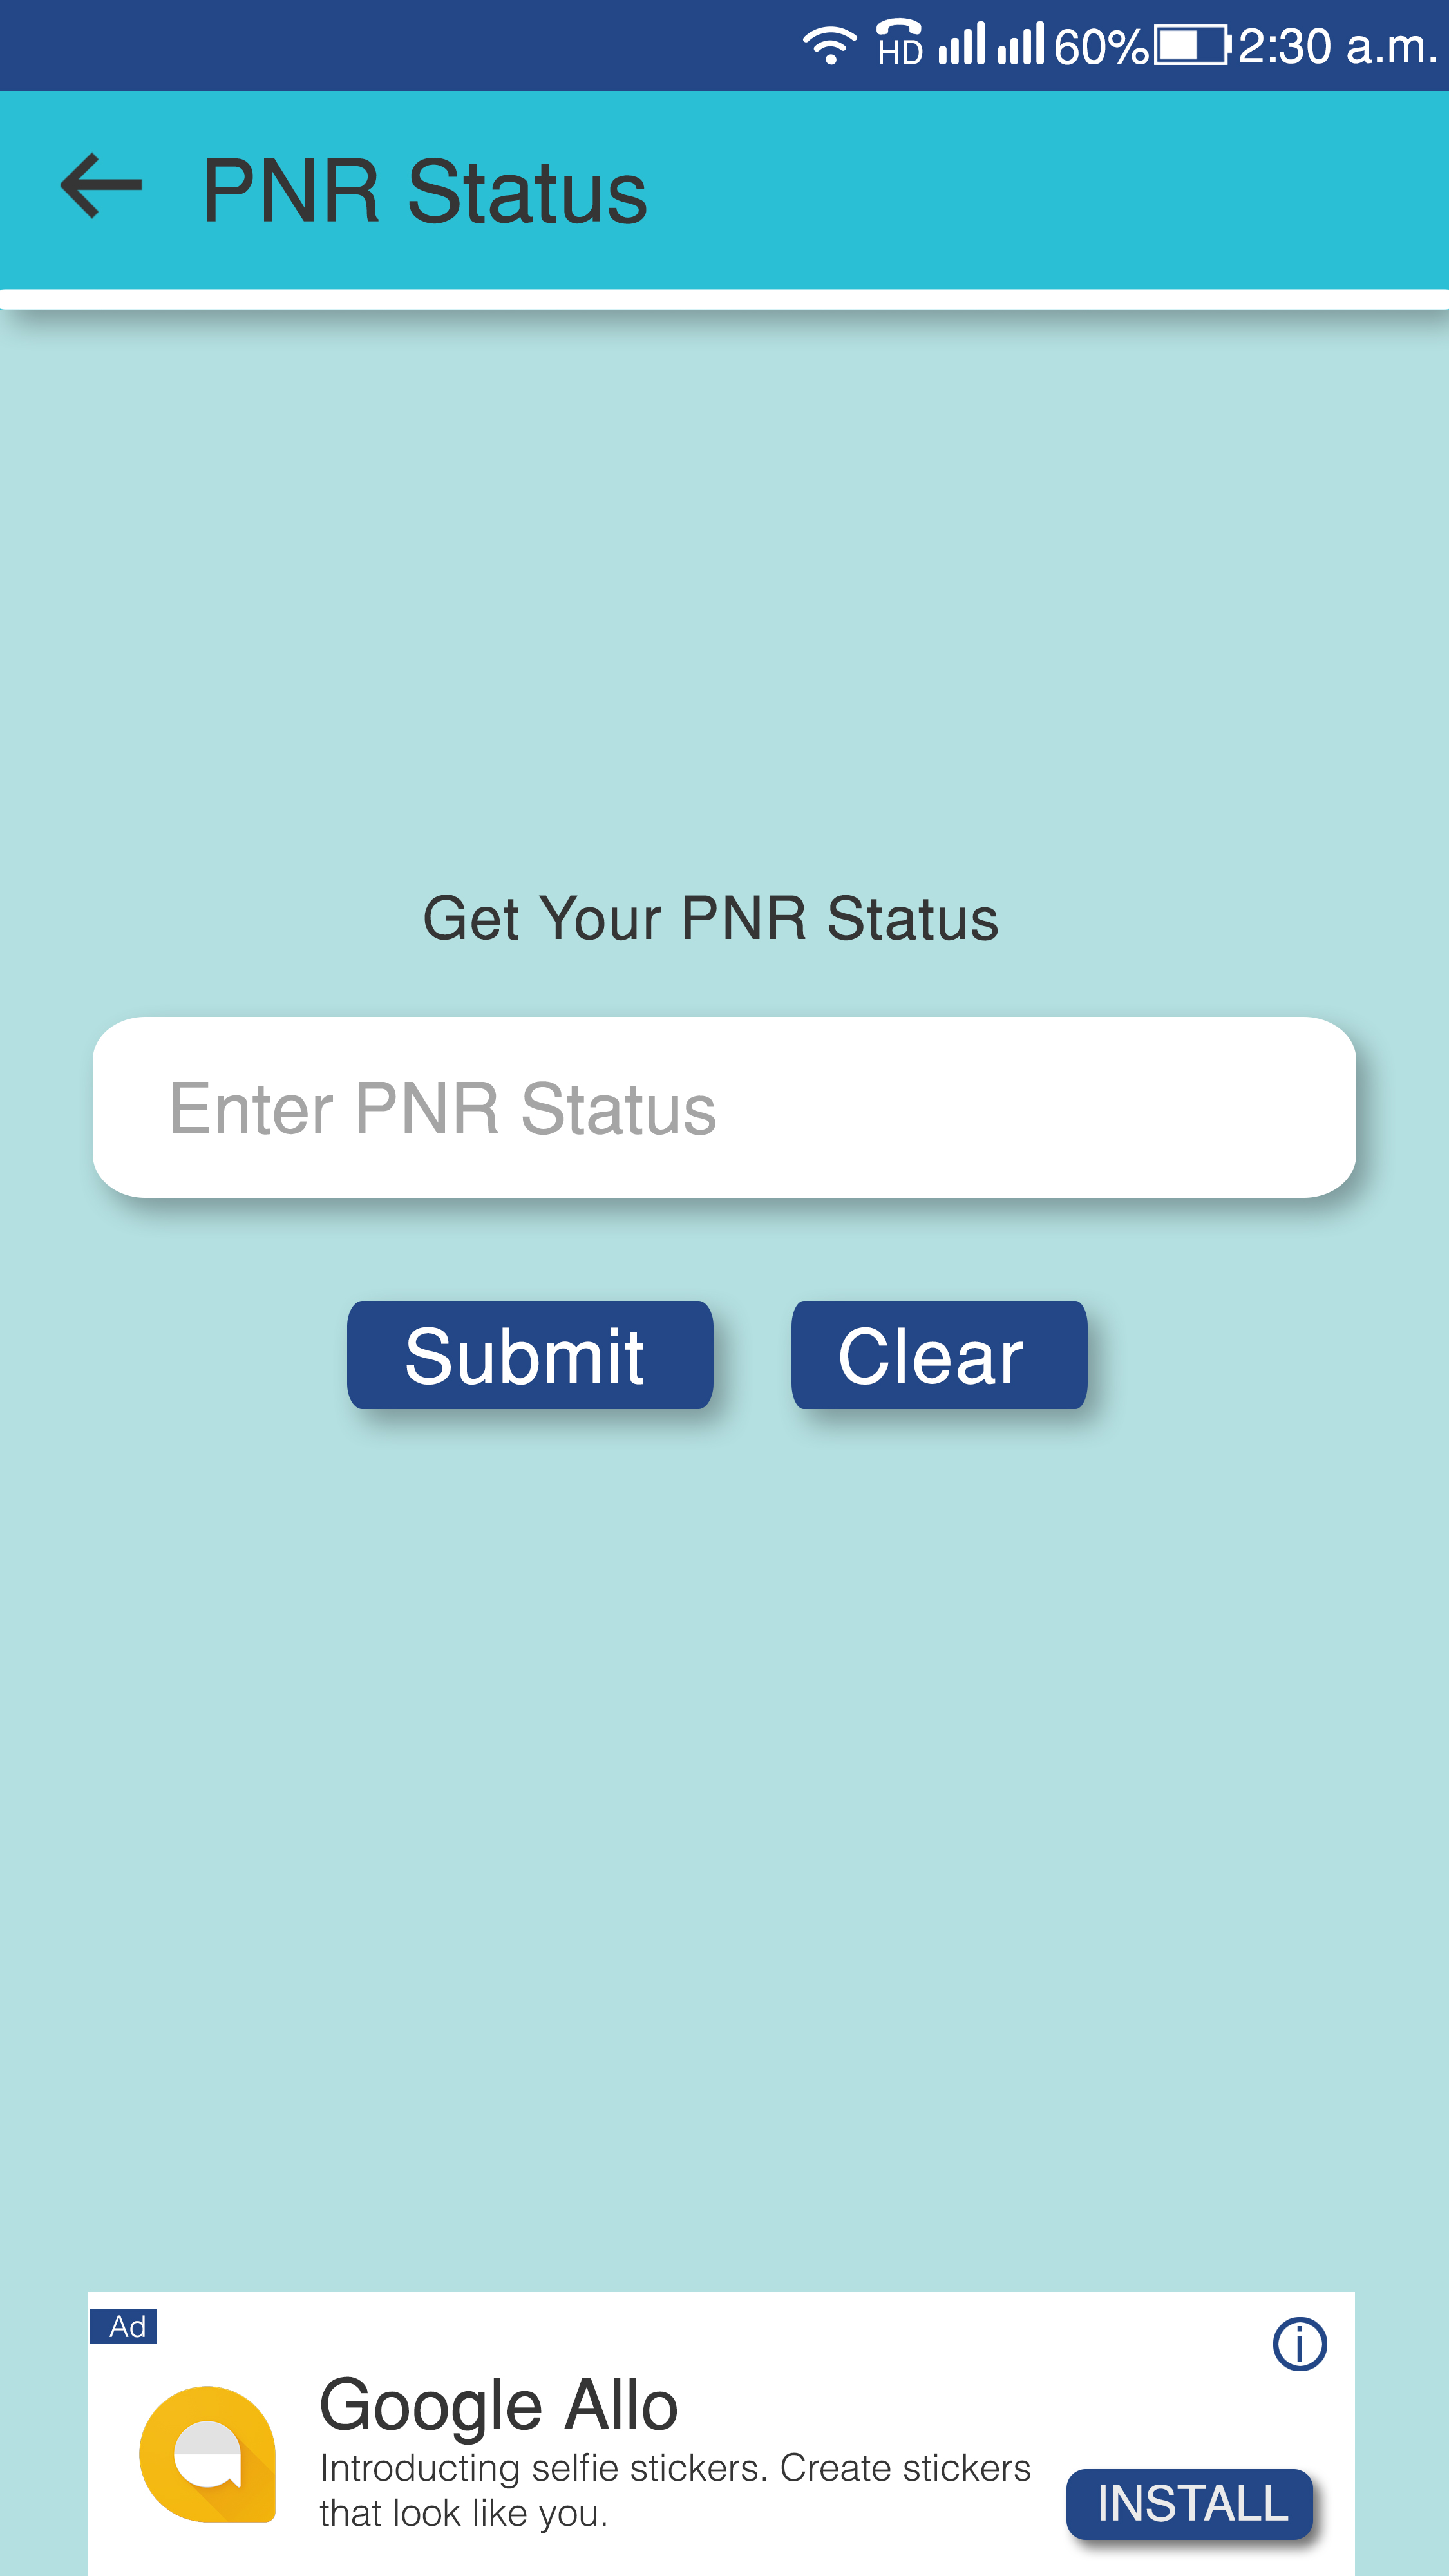 HD 60% 2:30 a.m.
PNR Status
Get Your PNR Status
Enter PNR Status
Submit Clear
Ad
i
Google Allo
Introducting selfie stickers. Create stickers
that look like you.
INSTALL